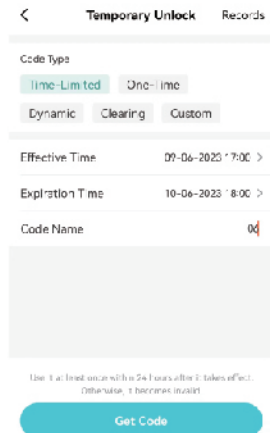 Temporary Unlock Records
Code Type
Time-Limited One-Time
Dynamic Clearing Custom
Effective Time 09-06-2023 17:00 >
Expiration Time 10-06-2023 18:00 >
Code Name 06
Use it at least once within 24 hours after it takes effect.
Otherwise, it becomes invalid
Get Code